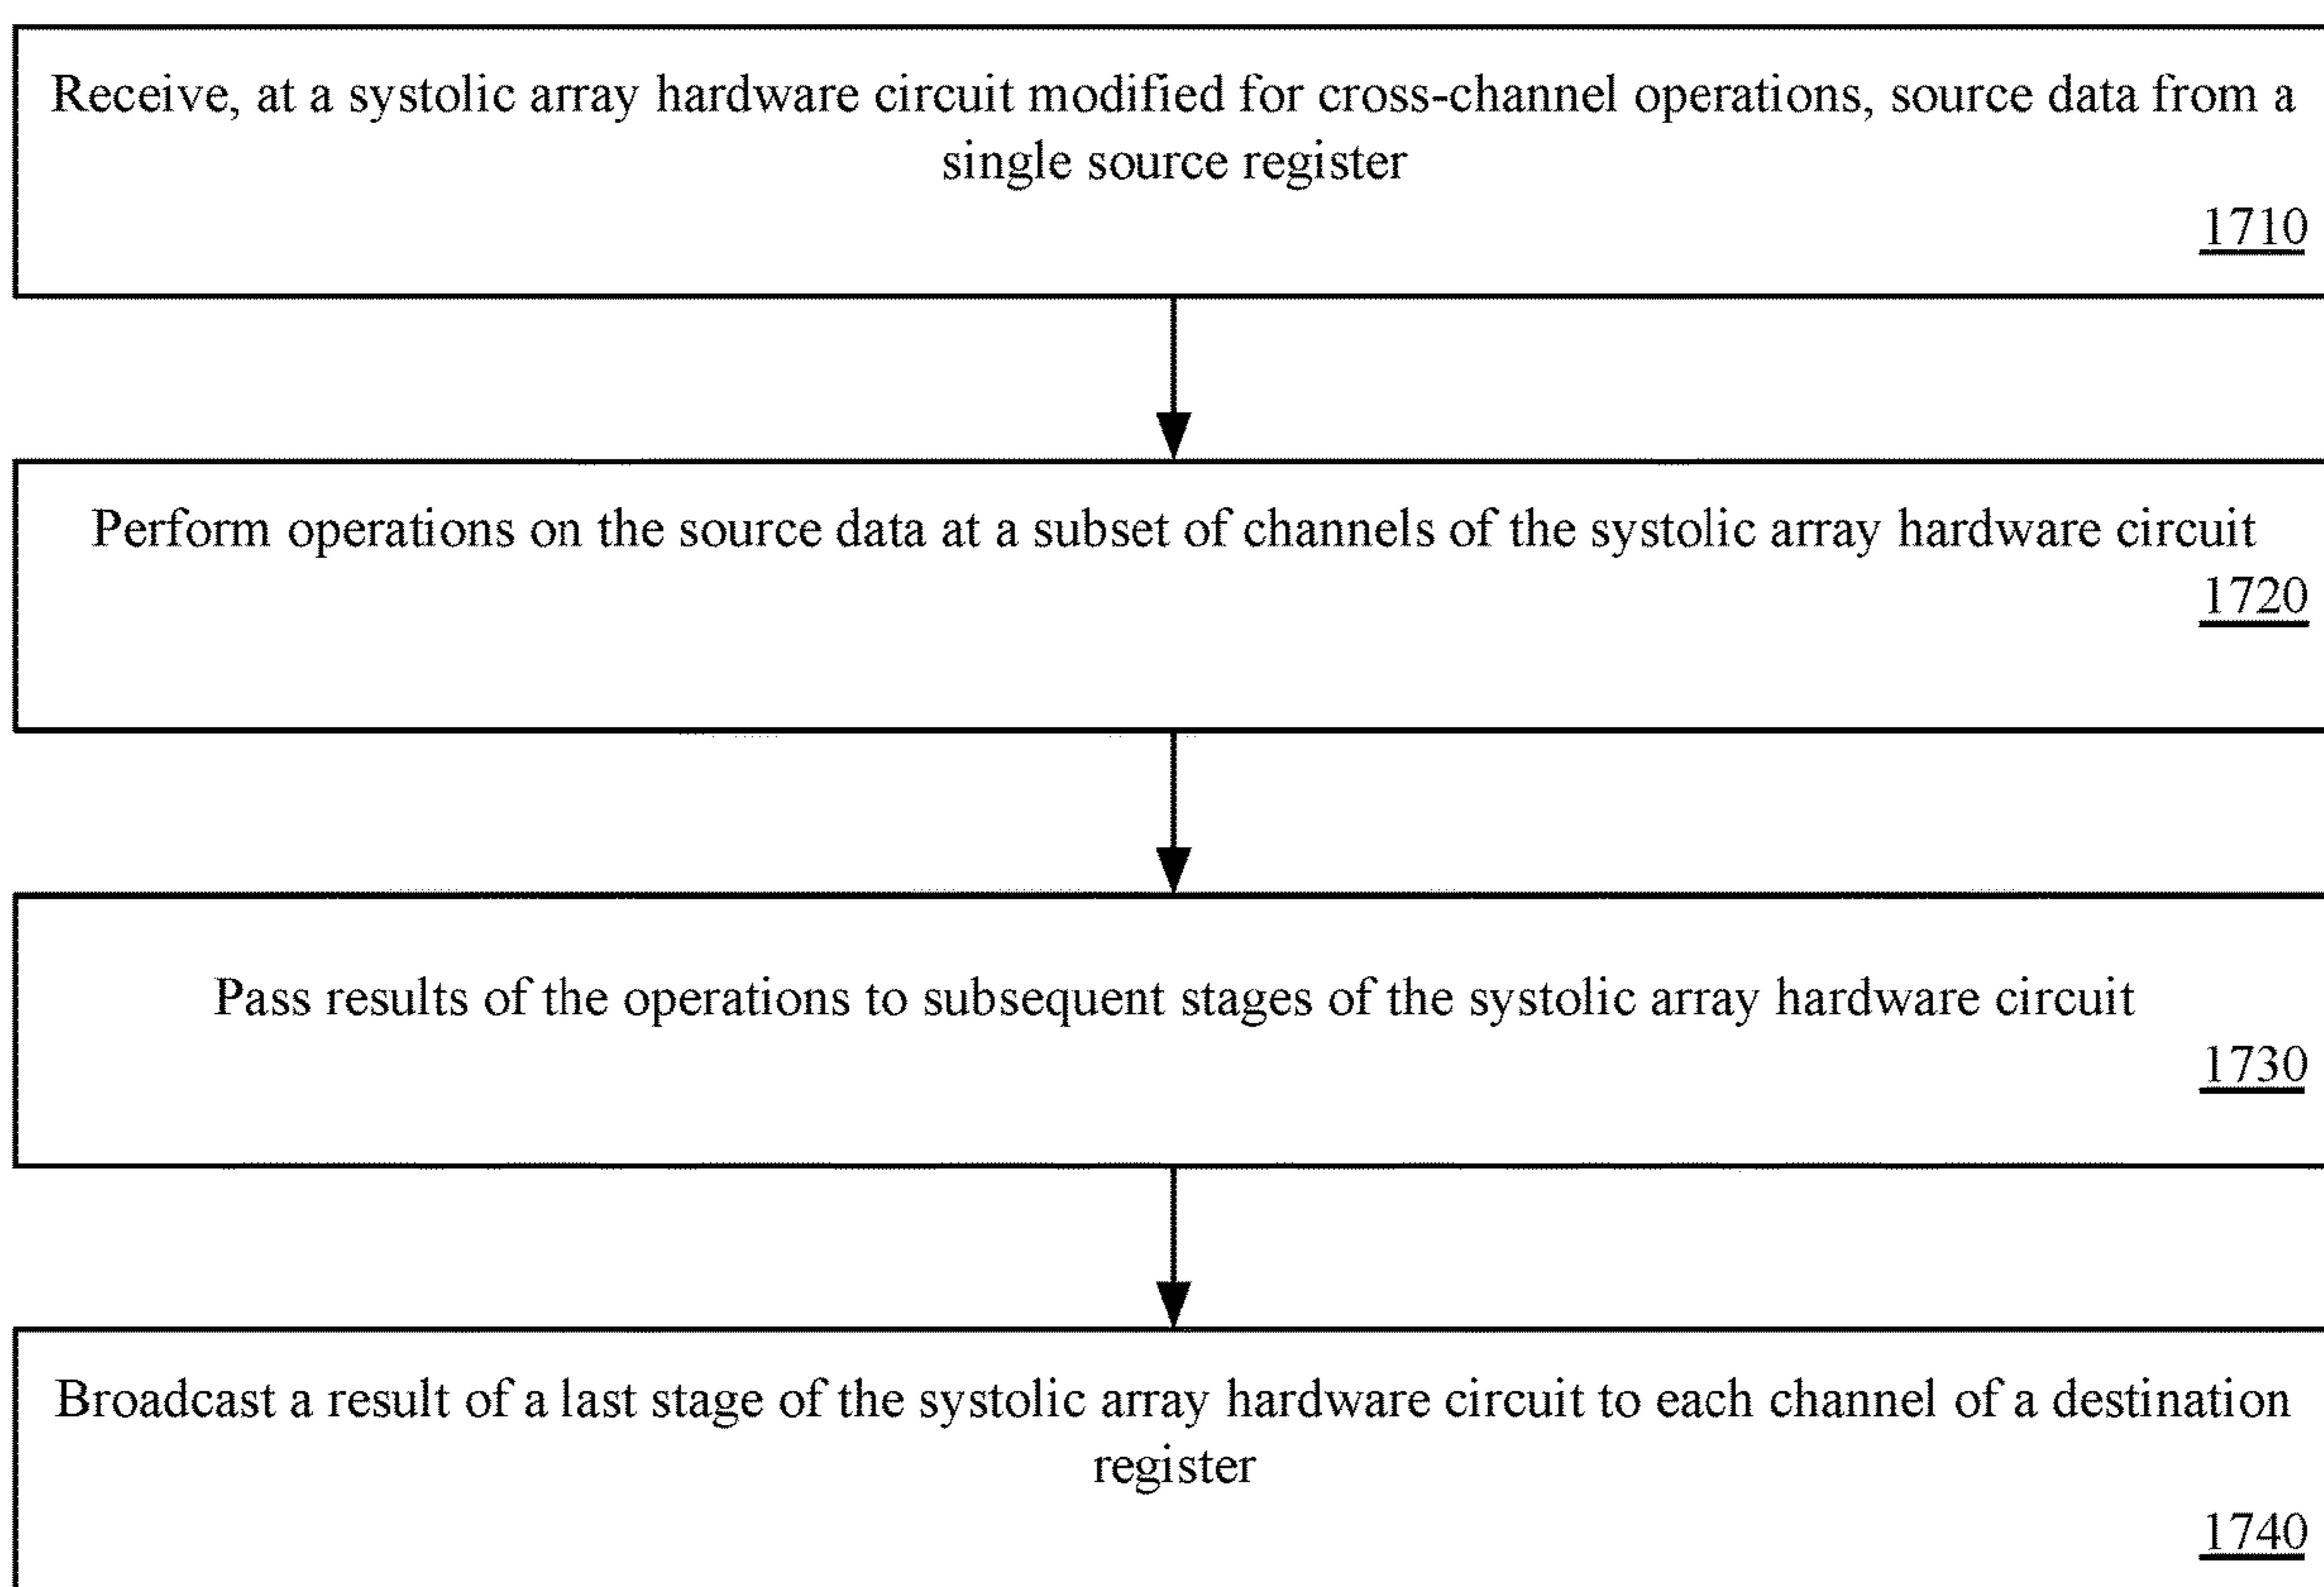 Receive, at a systolic array hardware circuit modified for cross-channel operations, source data from a
single source register
1710
Perform operations on the source data at a subset of channels of the systolic array hardware circuit
1720
Pass results of the operations to subsequent stages of the systolic array hardware circuit
1730
Broadcast a result of a last stage of the systolic array hardware circuit to each channel of a destination
register
1740